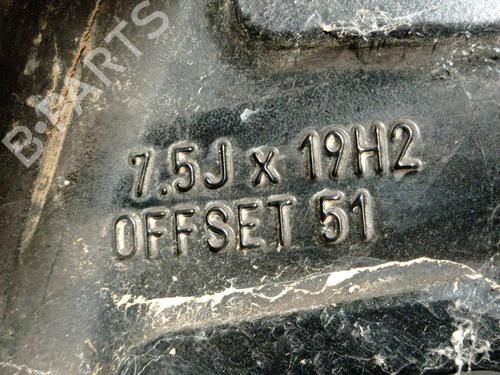 B-PARTS
7.5J x 19H2
OFFSET 51